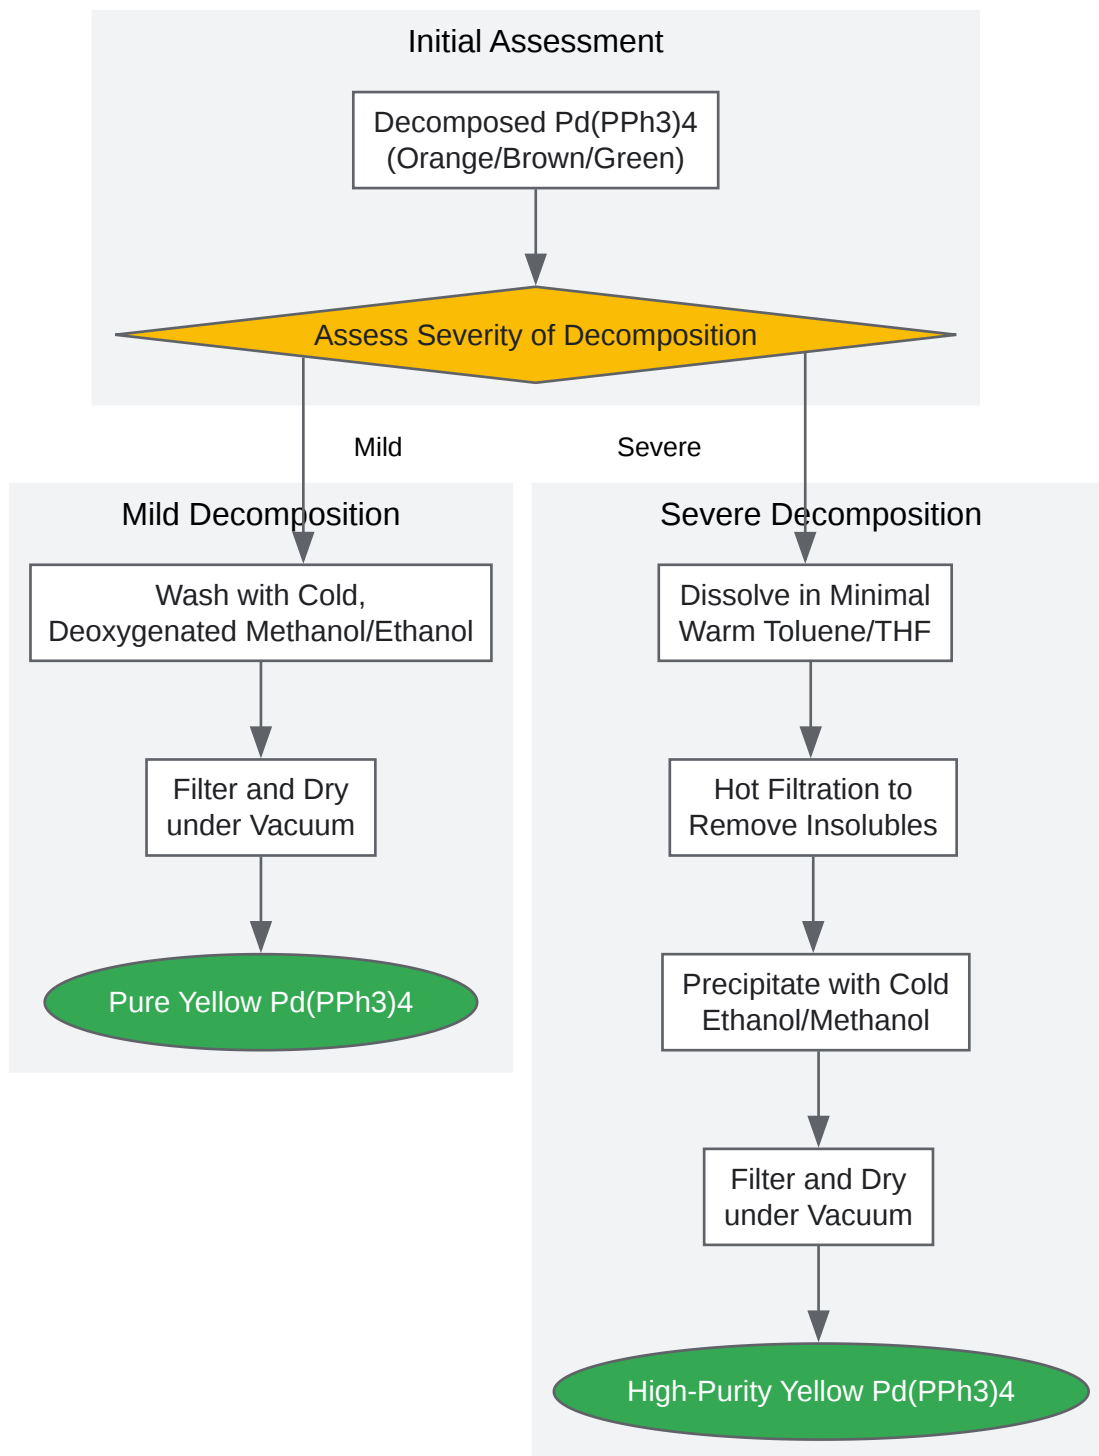 Initial Assessment
Decomposed Pd(PPh3)4
(Orange/Brown/Green)
Assess Severity of Decomposition
Mild
Severe
Mild Decomposition
Wash with Cold,
Deoxygenated Methanol/Ethanol
Filter and Dry
under Vacuum
Pure Yellow Pd(PPh3)4
Severe Decomposition
Dissolve in Minimal
Warm Toluene/THF
Hot Filtration to
Remove Insolubles
Precipitate with Cold
Ethanol/Methanol
Filter and Dry
under Vacuum
High-Purity Yellow Pd(PPh3)4